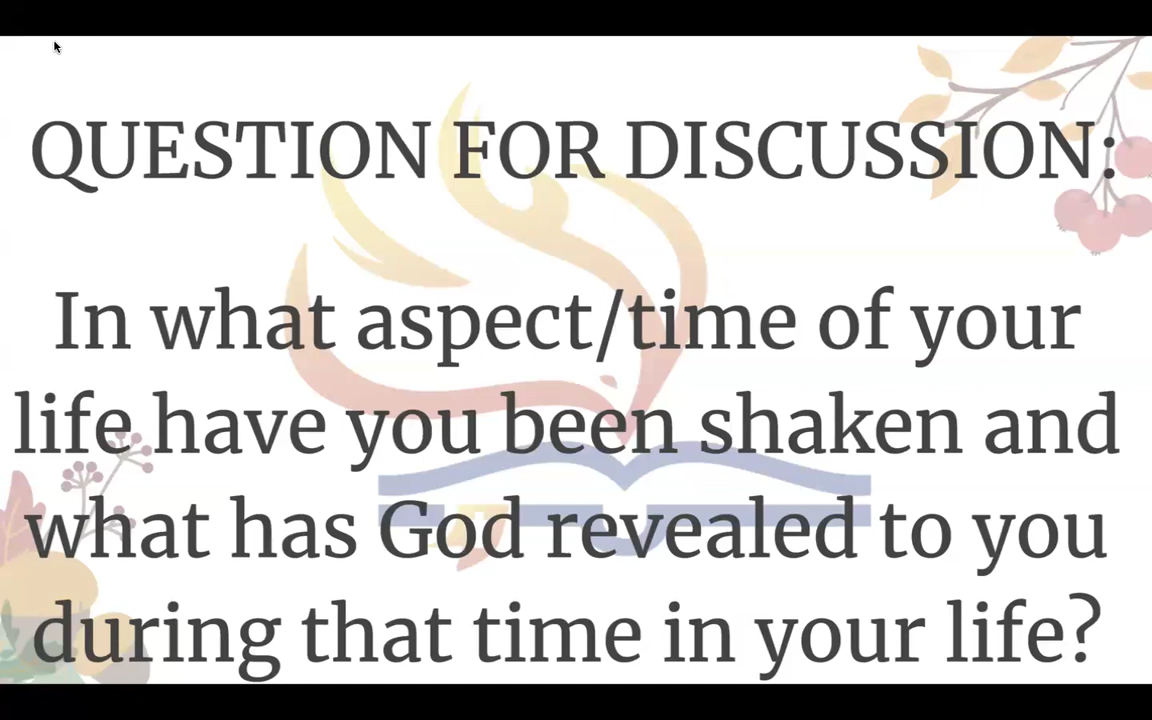 QUESTION FOR DISCUSSION:
In what aspect/time of your
life have you been shaken and
what has God revealed to you
during that time in your life?